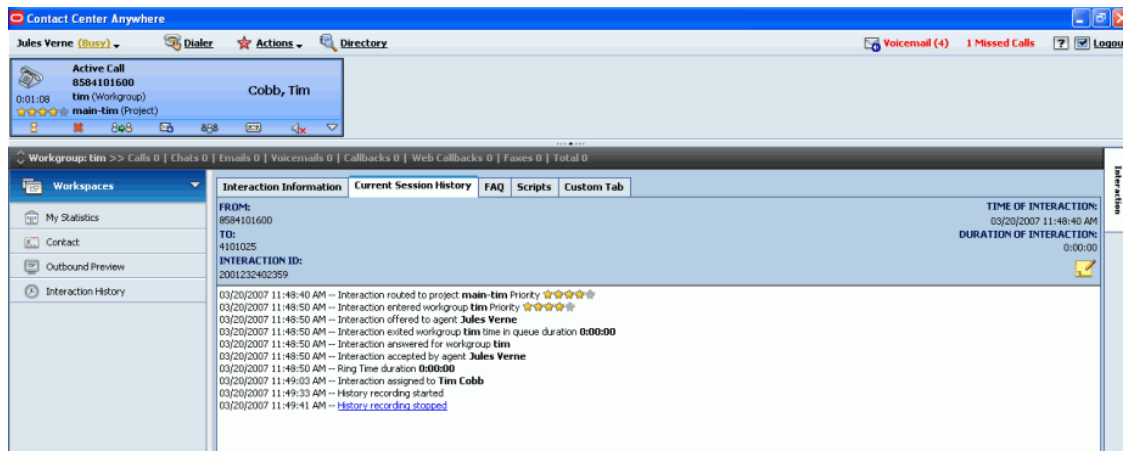 Contact Center Anywhere
Jules Verne (Busy) Dialer Actions Directory Voicemail (4) 1 Missed Calls ? Logou
Active Call
8584101600
0:01:08 tim (Workgroup)
main-tim (Project)
Cobb, Tim
Workgroup: tim >> Calls 0 | Chats 0 | Emails 0 | Voicemails 0 | Callbacks 0 | Web Callbacks 0 | Faxes 0 | Total 0
Interaction
Workspaces
My Statistics
Contact
Outbound Preview
Interaction History
Interaction Information Current Session History FAQ Scripts Custom Tab
FROM:
8584101600
TO:
4101025
INTERACTION ID:
2001232402359
TIME OF INTERACTION:
03/20/2007 11:48:40 AM
DURATION OF INTERACTION:
0:00:00
03/20/2007 11:48:40 AM -- Interaction routed to project main-tim Priority
03/20/2007 11:48:50 AM -- Interaction entered workgroup tim Priority
03/20/2007 11:48:50 AM -- Interaction offered to agent Jules Verne
03/20/2007 11:48:50 AM -- Interaction exited workgroup tim time in queue duration 0:00:00
03/20/2007 11:48:50 AM -- Interaction answered for workgroup tim
03/20/2007 11:48:50 AM -- Interaction accepted by agent Jules Verne
03/20/2007 11:48:50 AM -- Ring Time duration 0:00:00
03/20/2007 11:49:03 AM -- Interaction assigned to Tim Cobb
03/20/2007 11:49:33 AM -- History recording started
03/20/2007 11:49:41 AM -- History recording stopped